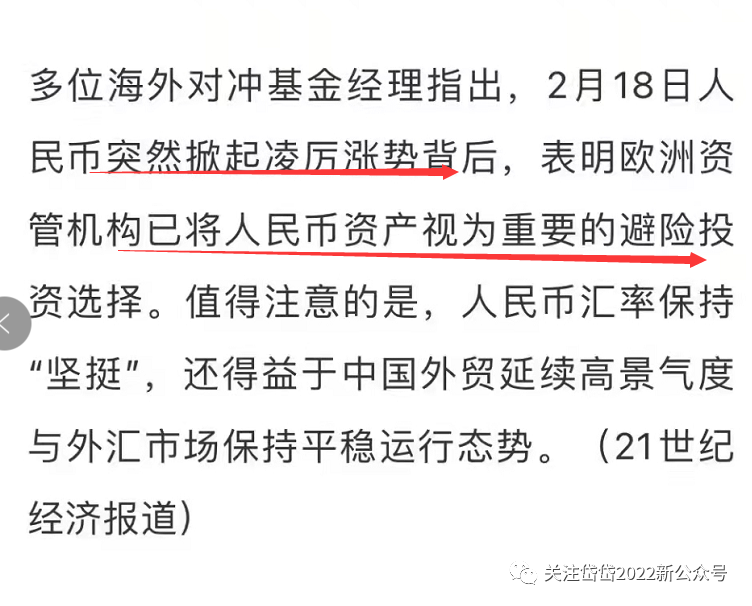 多位海外对冲基金经理指出，2月18日人
民币突然掀起凌厉涨势背后，表明欧洲资
管机构已将人民币资产视为重要的避险投
资选择。值得注意的是，人民币汇率保持
“坚挺”，还得益于中国外贸延续高景气度
与外汇市场保持平稳运行态势。（21世纪
经济报道）
关注岱岱2022新公众号